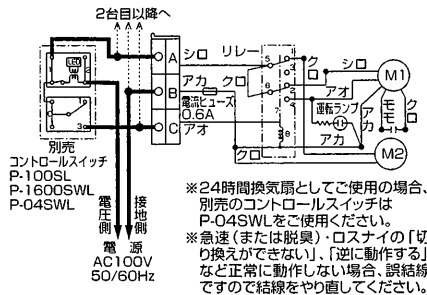 2台目以降へ
LED
A
シロ
リレー
クロ
シロ
M1
アカ
クロ
B
電流ヒューズ
0.6A
アオ
運転ランプ
アカ
モモ
クロ
C
アオ
アカ
クロ
M2
別売
コントロールスイッチ
P-100SL
P-1600SWL
P-04SWL
電圧側
接地側
電源
AC100V
50/60Hz
※24時間換気扇としてご使用の場合、
別売のコントロールスイッチは
P-04SWLをご使用ください。
※急速(または脱臭)・ロスナイの「切
り換えができない」、「逆に動作する」
など正常に動作しない場合、誤結線
ですので結線をやり直してください。